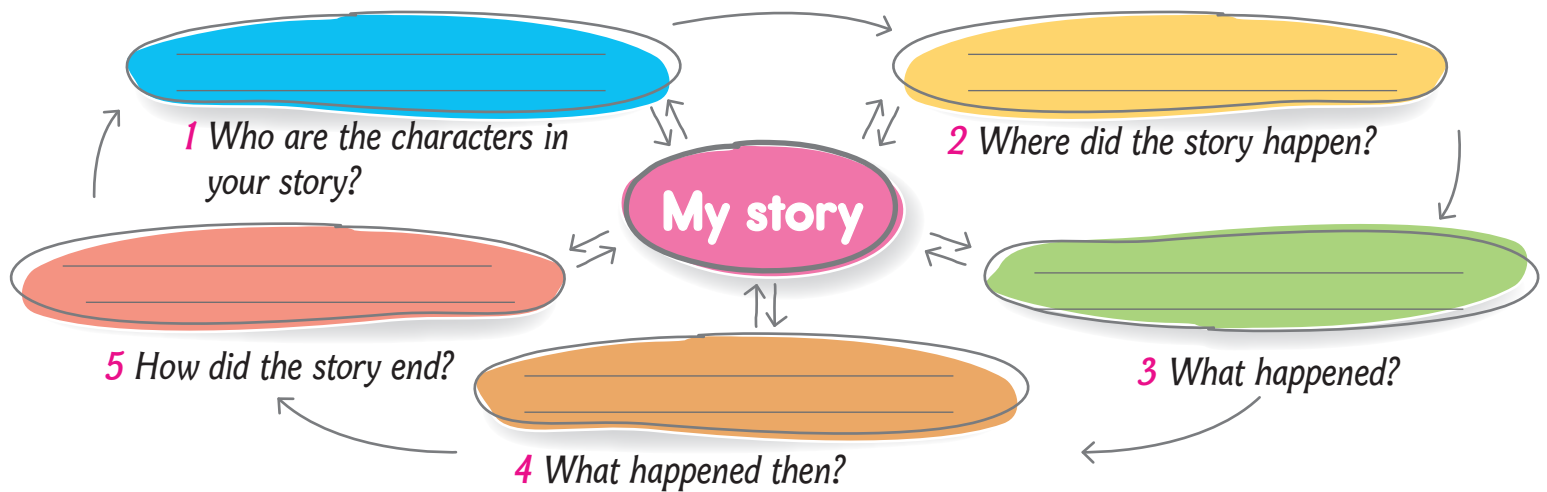 1 Who are the characters in
your story?
2 Where did the story happen?
My story
3 What happened?
4 What happened then?
5 How did the story end?